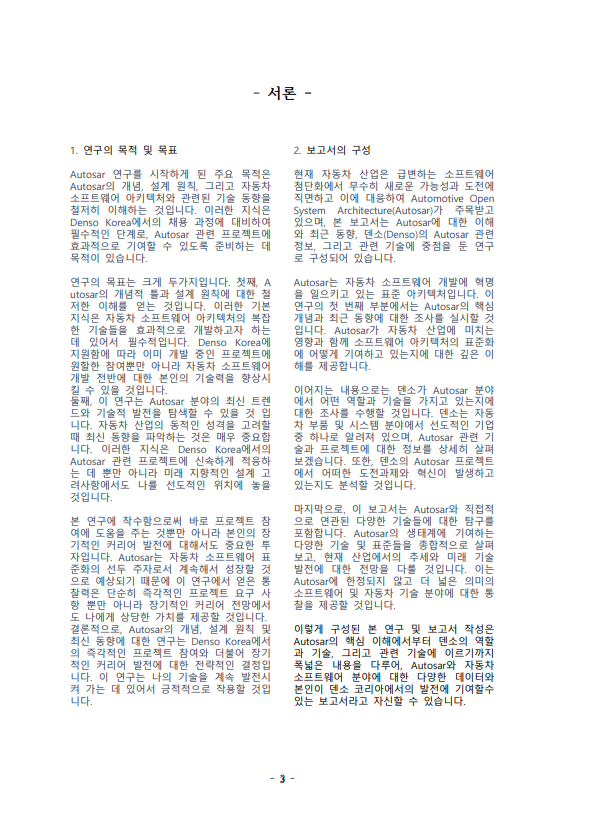 - 서론 -
1. 연구의 목적 및 목표
Autosar 연구를 시작하게 된 주요 목적은
Autosar의 개념, 설계 원칙, 그리고 자동차
소프트웨어 아키텍처와 관련된 기술 동향을
철저히 이해하는 것입니다. 이러한 지식은
Denso Korea에서의 채용 과정에 대비하여
필수적인 단계로, Autosar 관련 프로젝트에
효과적으로 기여할 수 있도록 준비하는 데
목적이 있습니다.
연구의 목표는 크게 두가지입니다. 첫째, A
utosar의 개념적 틀과 설계 원칙에 대한 철
저한 이해를 얻는 것입니다. 이러한 기본
지식은 자동차 소프트웨어 아키텍처의 복잡
한 기술들을 효과적으로 개발하고자 하는
데 있어서 필수적입니다. Denso Korea에
지원함에 따라 이미 개발 중인 프로젝트에
원할한 참여뿐만 아니라 자동차 소프트웨어
개발 전반에 대한 본인의 기술력을 향상시
킬 수 있을 것입니다.
둘째, 이 연구는 Autosar 분야의 최신 트렌
드와 기술적 발전을 탐색할 수 있을 것 입
니다. 자동차 산업의 동적인 성격을 고려할
때 최신 동향을 파악하는 것은 매우 중요합
니다. 이러한 지식은 Denso Korea에서의
Autosar 관련 프로젝트에 신속하게 적응하
는 데 뿐만 아니라 미래 지향적인 설계 고
려사항에서도 나를 선도적인 위치에 놓을
것입니다.
본 연구에 착수함으로써 바로 프로젝트 참
여에 도움을 주는 것뿐만 아니라 본인의 장
기적인 커리어 발전에 대해서도 중요한 투
자입니다. Autosar는 자동차 소프트웨어 표
준화의 선두 주자로서 계속해서 성장할 것
으로 예상되기 때문에 이 연구에서 얻은 통
찰력은 단순히 즉각적인 프로젝트 요구 사
항 뿐만 아니라 장기적인 커리어 전망에서
도 나에게 상당한 가치를 제공할 것입니다.
결론적으로, Autosar의 개념, 설계 원칙 및
최신 동향에 대한 연구는 Denso Korea에서
의 즉각적인 프로젝트 참여와 더불어 장기
적인 커리어 발전에 대한 전략적인 결정입
니다. 이 연구는 나의 기술을 계속 발전시
켜 가는 데 있어서 긍적적으로 작용할 것입
니다.
2. 보고서의 구성
현재 자동차 산업은 급변하는 소프트웨어
첨단화에서 무수히 새로운 가능성과 도전에
직면하고 이에 대응하여 Automotive Open
System Architecture(Autosar)가 주목받고
있으며, 본 보고서는 Autosar에 대한 이해
와 최근 동향, 덴소(Denso)의 Autosar 관련
정보, 그리고 관련 기술에 중점을 둔 연구
로 구성되어 있습니다.
Autosar는 자동차 소프트웨어 개발에 혁명
을 일으키고 있는 표준 아키텍처입니다. 이
연구의 첫 번째 부분에서는 Autosar의 핵심
개념과 최근 동향에 대한 조사를 실시할 것
입니다. Autosar가 자동차 산업에 미치는
영향과 함께 소프트웨어 아키텍처의 표준화
에 어떻게 기여하고 있는지에 대한 깊은 이
해를 제공합니다.
이어지는 내용으로는 덴소가 Autosar 분야
에서 어떤 역할과 기술을 가지고 있는지에
대한 조사를 수행할 것입니다. 덴소는 자동
차 부품 및 시스템 분야에서 선도적인 기업
중 하나로 알려져 있으며, Autosar 관련 기
술과 프로젝트에 대한 정보를 상세히 살펴
보겠습니다. 또한, 덴소의 Autosar 프로젝트
에서 어떠한 도전과제와 혁신이 발생하고
있는지도 분석할 것입니다.
마지막으로, 이 보고서는 Autosar와 직접적
으로 연관된 다양한 기술들에 대한 탐구를
포함합니다. Autosar의 생태계에 기여하는
다양한 기술 및 표준들을 종합적으로 살펴
보고, 현재 산업에서의 추세와 미래 기술
발전에 대한 전망을 다룰 것입니다. 이는
Autosar에 한정되지 않고 더 넓은 의미의
소프트웨어 및 자동차 기술 분야에 대한 통
찰을 제공할 것입니다.
이렇게 구성된 본 연구 및 보고서 작성은
Autosar의 핵심 이해에서부터 덴소의 역할
과 기술, 그리고 관련 기술에 이르기까지
폭넓은 내용을 다루어, Autosar와 자동차
소프트웨어 분야에 대한 다양한 데이터와
본인이 덴소 코리아에서의 발전에 기여할수
있는 보고서라고 자신할 수 있습니다.
- 3 -